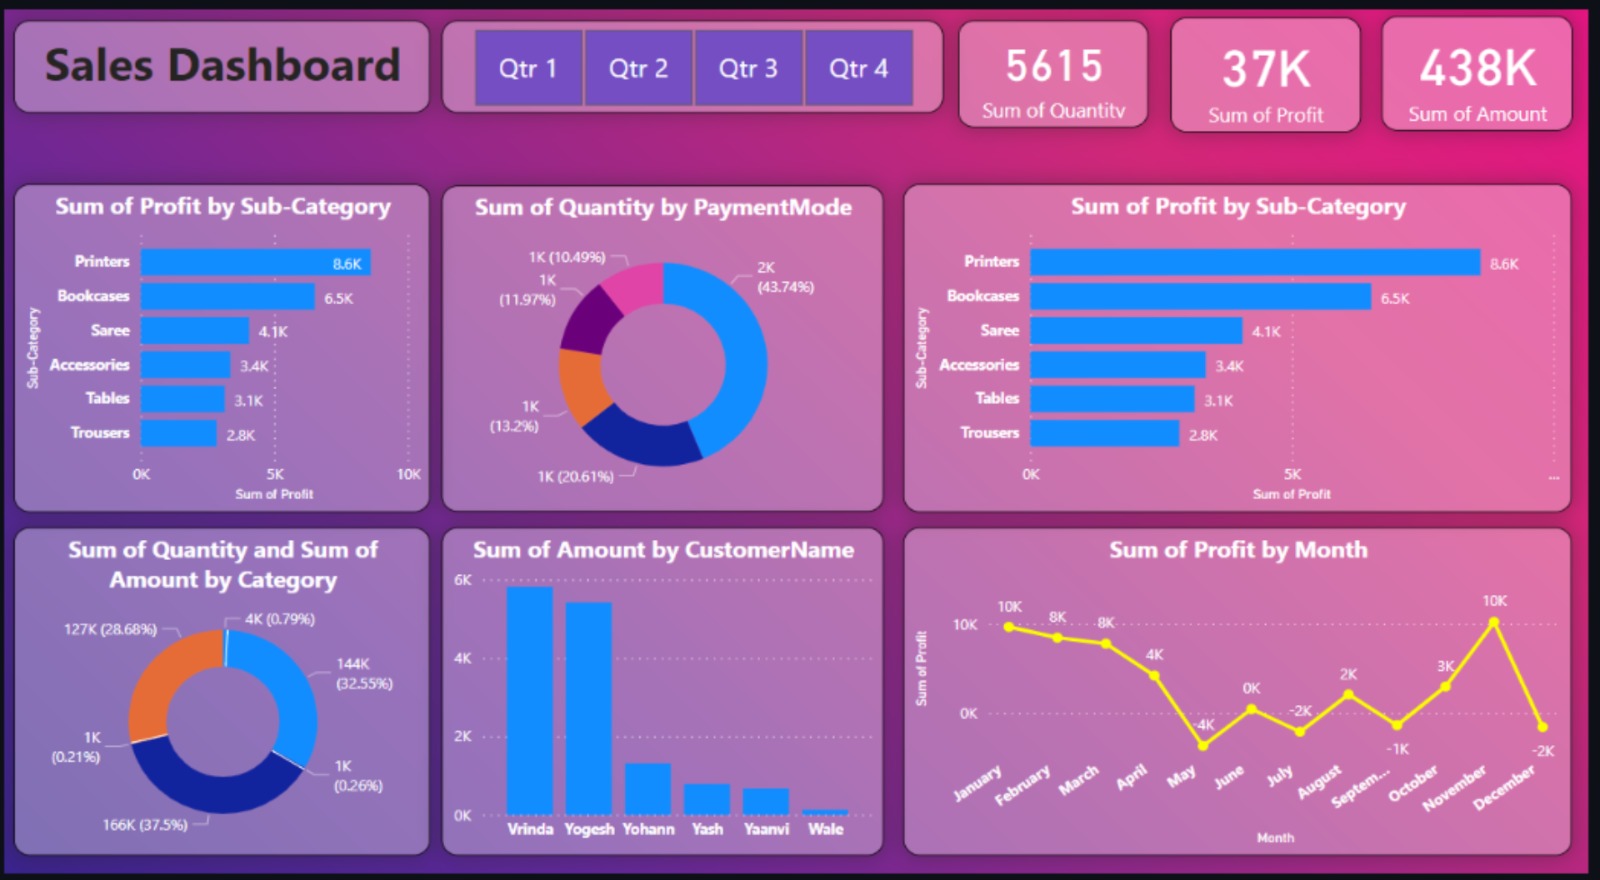 Sales Dashboard
Qtr 1
Qtr 2
Qtr 3
Qtr 4
5615
Sum of Quantity
37K
Sum of Profit
438K
Sum of Amount
Sum of Profit by Sub-Category
Sub-Category
Printers
8.6K
Bookcases
6.5K
Saree
4.1K
Accessories
3.4K
Tables
3.1K
Trousers
2.8K
0K
5K
10K
Sum of Profit
Sum of Quantity by PaymentMode
1K (10.49%)
1K
(11.97%)
2K
(43.74%)
1K
(13.2%)
1K (20.61%)
Sum of Profit by Sub-Category
Sub-Category
Printers
8.6K
Bookcases
6.5K
Saree
4.1K
Accessories
3.4K
Tables
3.1K
Trousers
2.8K
0K
5K
...
Sum of Profit
Sum of Quantity and Sum of
Amount by Category
4K (0.79%)
127K (28.68%)
144K
(32.55%)
1K
(0.21%)
1K
(0.26%)
166K (37.5%)
Sum of Amount by CustomerName
6K
4K
2K
0K
Vrinda
Yogesh
Yohann
Yash
Yaanvi
Wale
Sum of Profit by Month
Sum of Profit
10K
0K
10K
8K
8K
4K
-4K
0K
-2K
2K
-1K
3K
10K
-2K
January
February
March
April
May
June
July
August
Septem...
October
November
December
Month